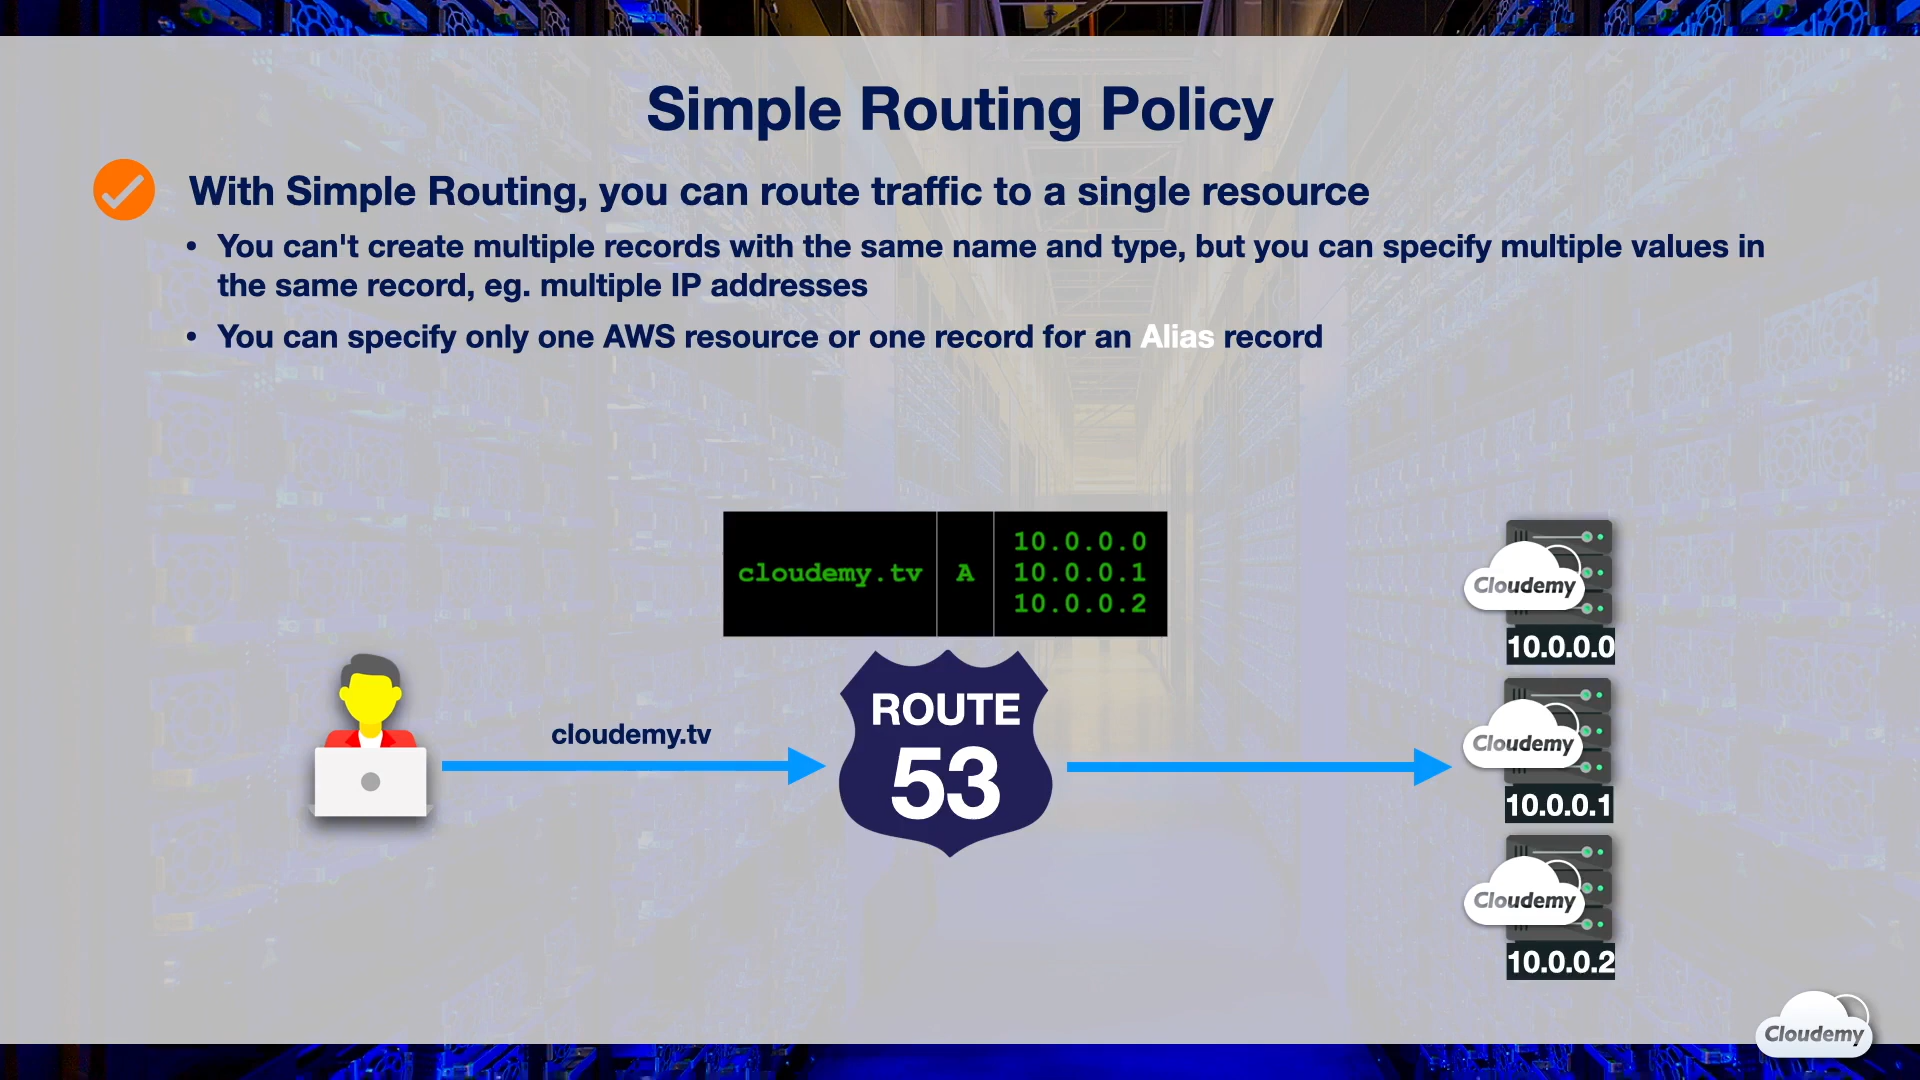 Simple Routing Policy
With Simple Routing, you can route traffic to a single resource
• You can't create multiple records with the same name and type, but you can specify multiple values in
the same record, eg. multiple IP addresses
• You can specify only one AWS resource or one record for an Alias record
cloudemy.tv A 10.0.0.0
10.0.0.1
10.0.0.2
cloudemy.tv
ROUTE
53
Cloudemy
10.0.0.0
Cloudemy
10.0.0.1
Cloudemy
10.0.0.2
Cloudemy